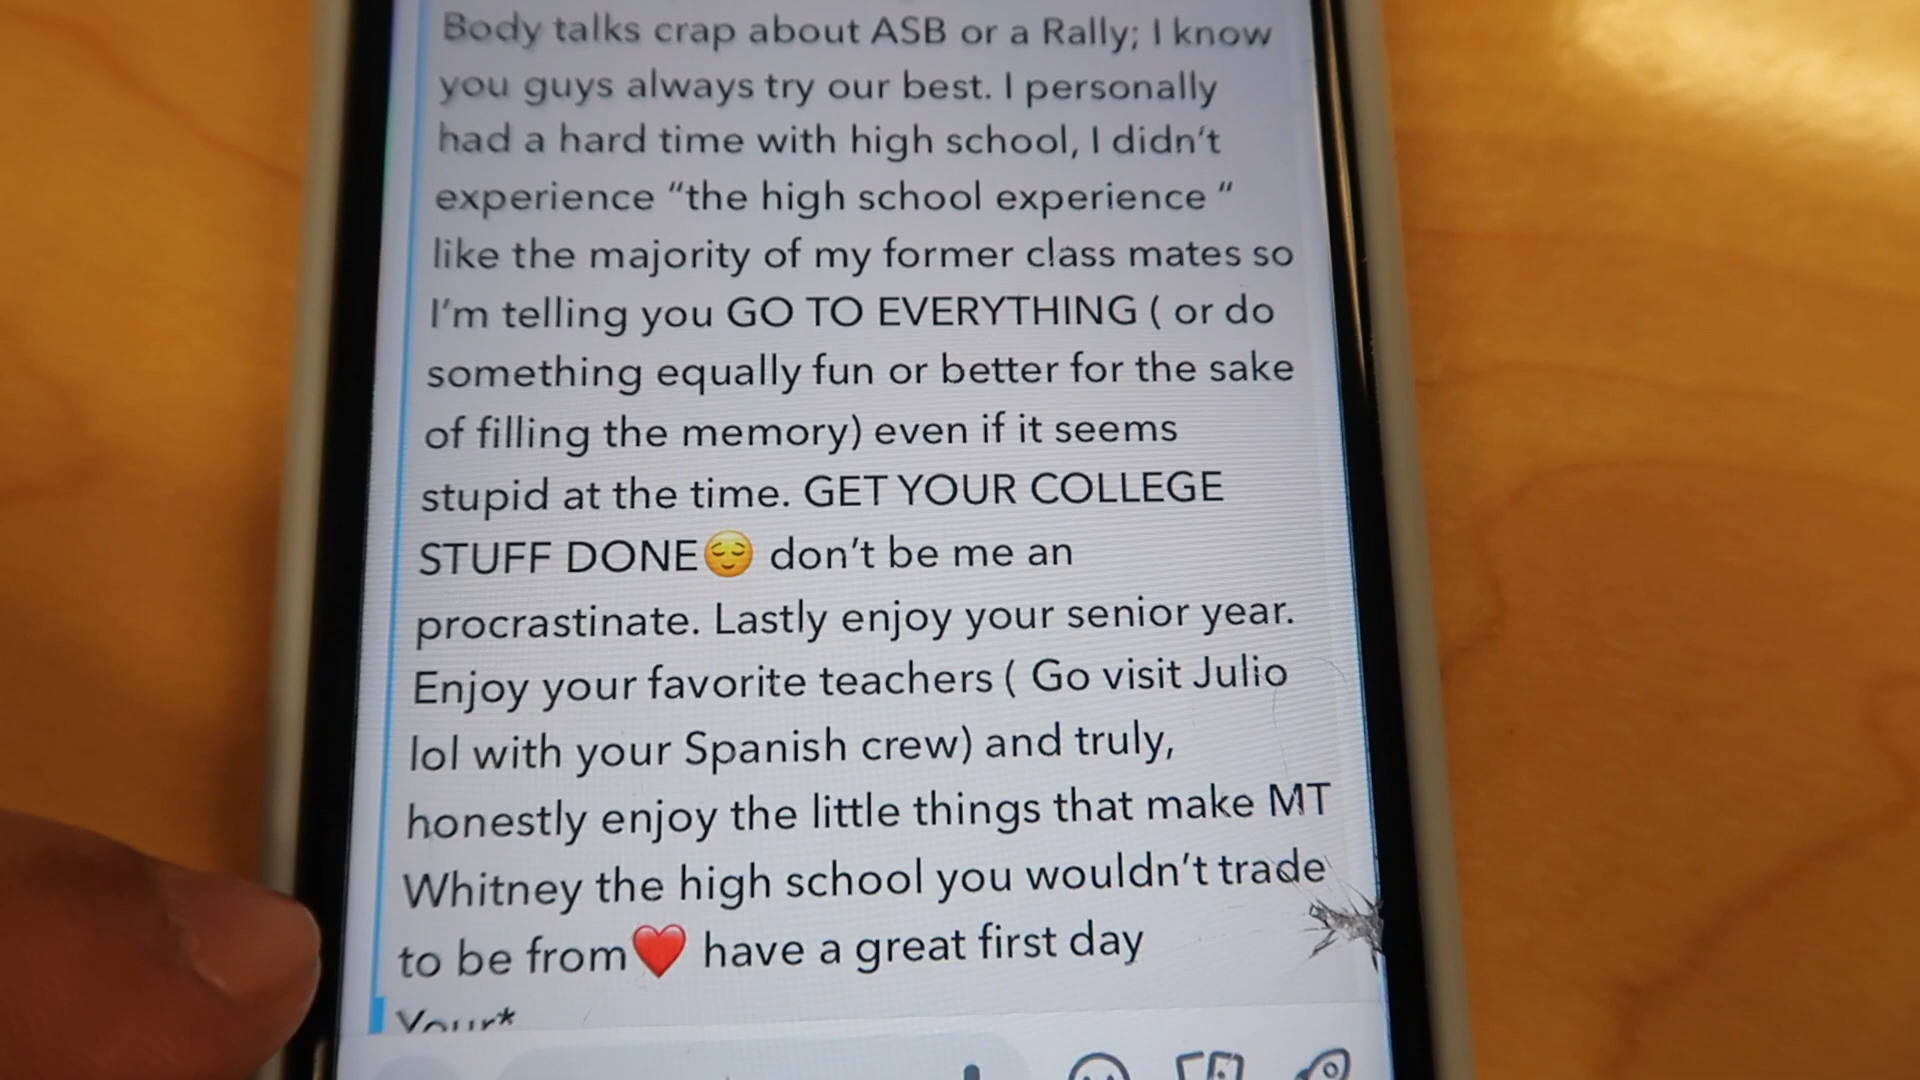 Body talks crap about ASB or a Rally; I know
you guys always try our best. I personally
had a hard time with high school, I didn't
experience “the high school experience “
like the majority of my former class mates so
I'm telling you GO TO EVERYTHING ( or do
something equally fun or better for the sake
of filling the memory) even if it seems
stupid at the time. GET YOUR COLLEGE
STUFF DONE😌 don't be me an
procrastinate. Lastly enjoy your senior year.
Enjoy your favorite teachers ( Go visit Julio
lol with your Spanish crew) and truly,
honestly enjoy the little things that make MT
Whitney the high school you wouldn't trade
to be from❤️ have a great first day
Your*